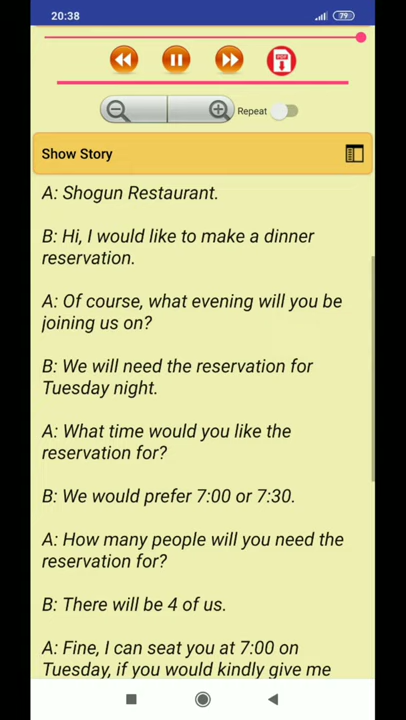 20:38
79
Repeat
Show Story
A: Shogun Restaurant.
B: Hi, I would like to make a dinner
reservation.
A: Of course, what evening will you be
joining us on?
B: We will need the reservation for
Tuesday night.
A: What time would you like the
reservation for?
B: We would prefer 7:00 or 7:30.
A: How many people will you need the
reservation for?
B: There will be 4 of us.
A: Fine, I can seat you at 7:00 on
Tuesday, if you would kindly give me